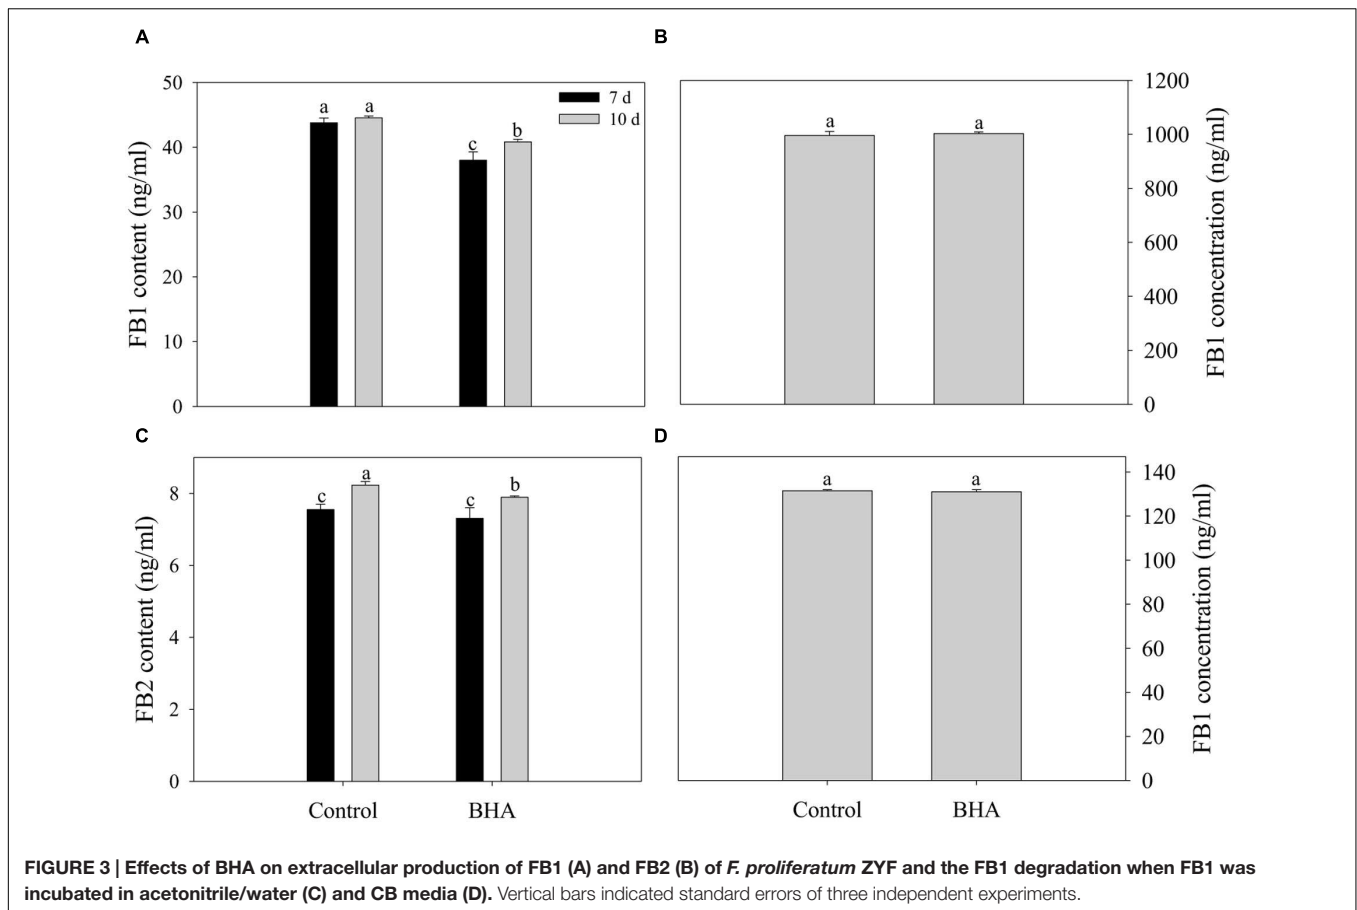 A
B
50
40
30
20
10
0
FB1 content (ng/ml)
a
a
c
b
7 d
10 d
a
a
1200
1000
800
600
400
200
0
FB1 concentration (ng/ml)
C
D
8
6
4
2
0
FB2 content (ng/ml)
c
a
c
b
Control
BHA
a
a
140
120
100
80
60
40
20
0
FB1 concentration (ng/ml)
Control
BHA
FIGURE 3 | Effects of BHA on extracellular production of FB1 (A) and FB2 (B) of F. proliferatum ZYF and the FB1 degradation when FB1 was
incubated in acetonitrile/water (C) and CB media (D). Vertical bars indicated standard errors of three independent experiments.